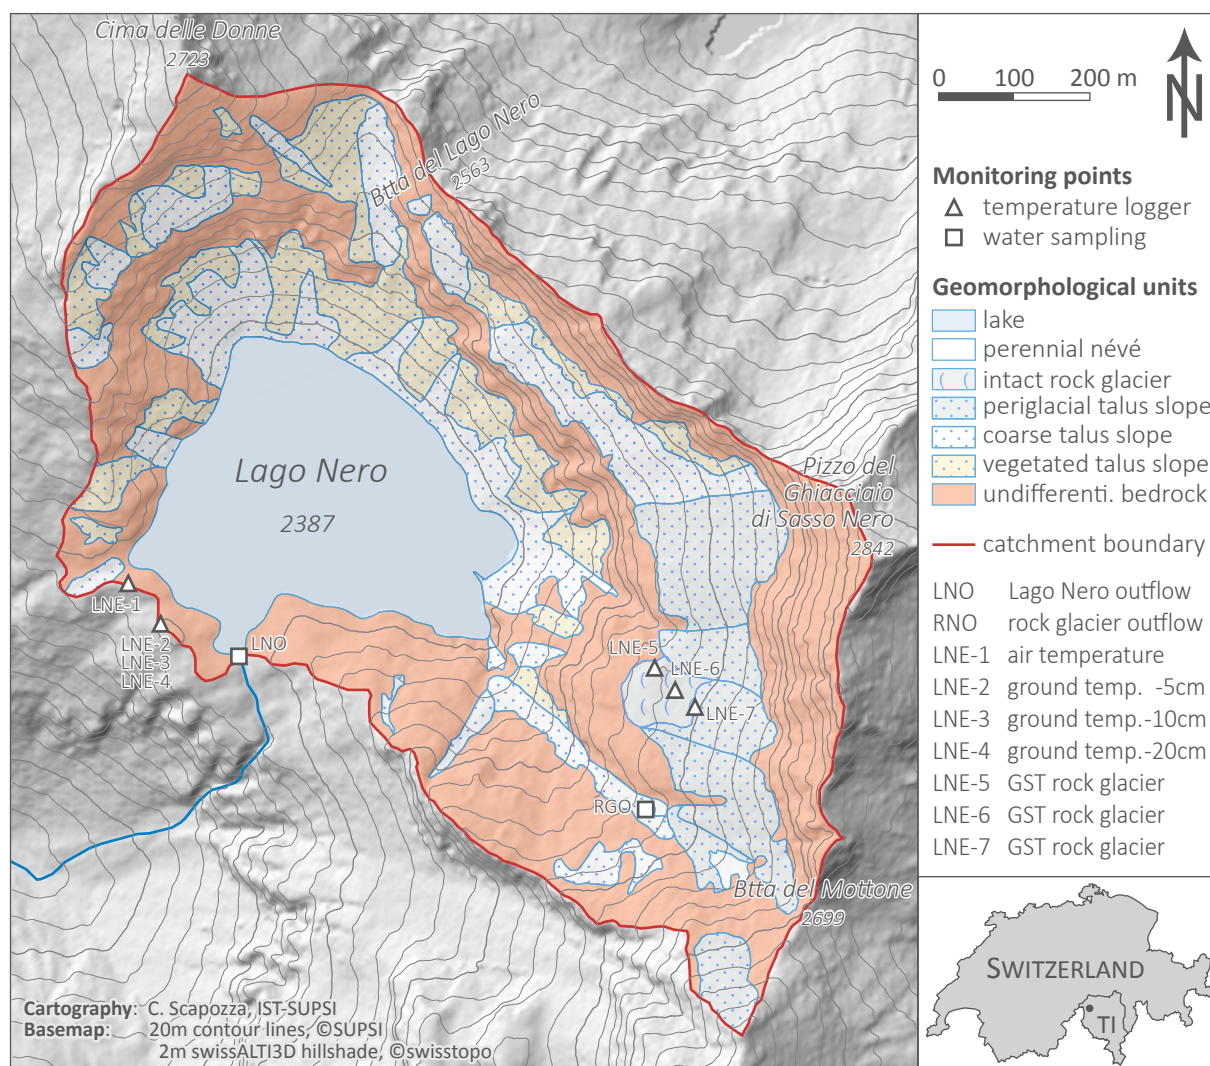 Cima delle Donne
2723
Btta del Lago Nero
2563
Lago Nero
2387
Pizzo del
Ghiacciaio
di Sasso Nero
2842
LNE-1
LNE-2
LNE-3
LNE-4
LNO
LNE-5
LNE-6
LNE-7
RGO
Btta del Mottone
2699
Cartography: C. Scapozza, IST-SUPSI
Basemap: 20m contour lines, ©SUPSI
2m swissALTI3D hillshade, ©swisstopo
0 100 200 m
N
Monitoring points
temperature logger
water sampling
Geomorphological units
lake
perennial névé
intact rock glacier
periglacial talus slope
coarse talus slope
vegetated talus slope
undifferenti. bedrock
catchment boundary
LNO Lago Nero outflow
RNO rock glacier outflow
LNE-1 air temperature
LNE-2 ground temp. -5cm
LNE-3 ground temp.-10cm
LNE-4 ground temp.-20cm
LNE-5 GST rock glacier
LNE-6 GST rock glacier
LNE-7 GST rock glacier
SWITZERLAND
TI